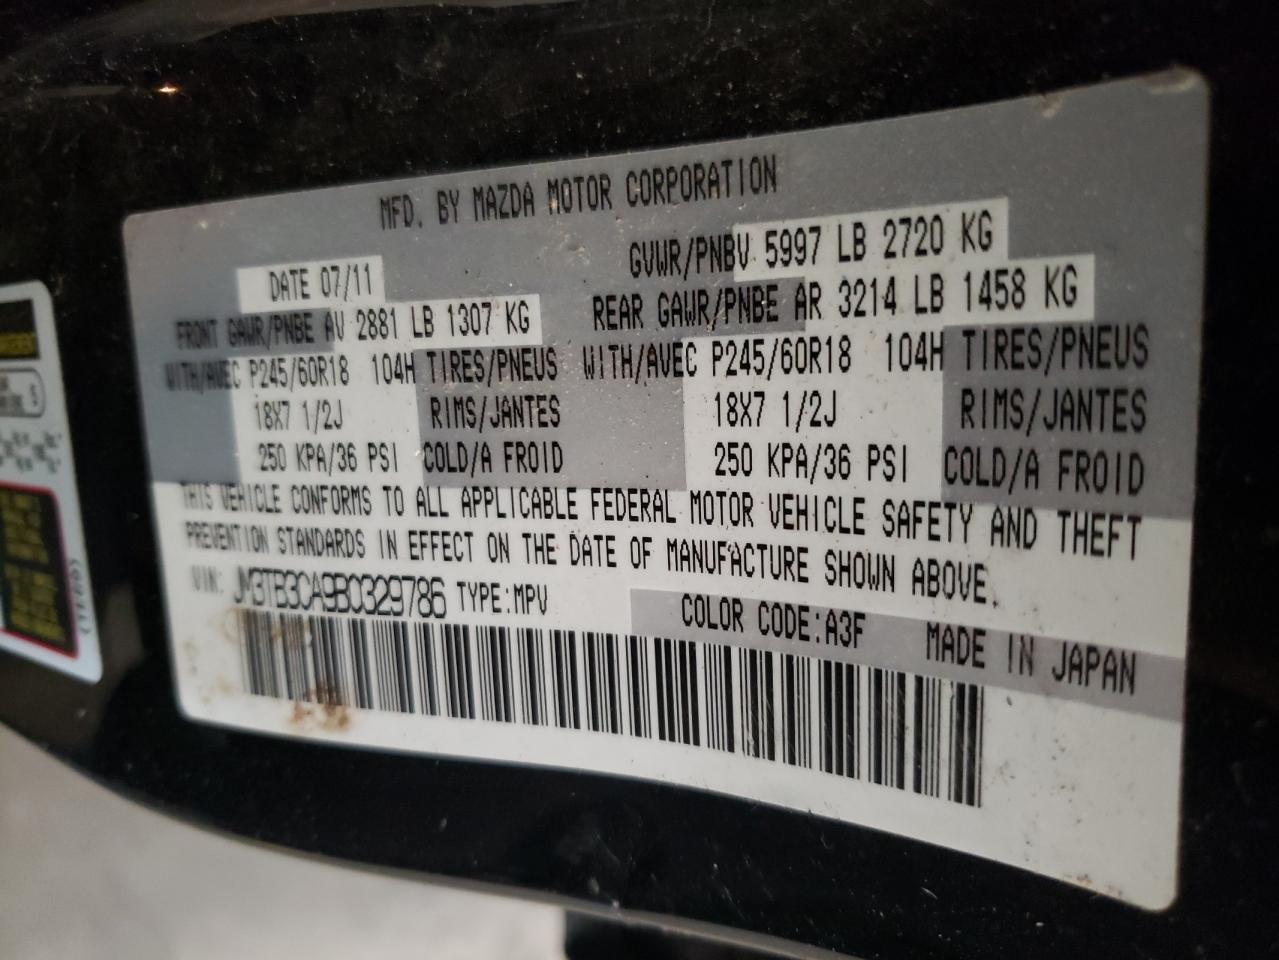 MFD. BY MAZDA MOTOR CORPORATION
DATE 07/11 GVWR/PNBV 5997 LB 2720 KG
FRONT GAWR/PNBE AV 2881 LB 1307 KG REAR GAWR/PNBE AR 3214 LB 1458 KG
WITH/AVEC P245/60R18 104H TIRES/PNEUS WITH/AVEC P245/60R18 104H TIRES/PNEUS
18X7 1/2J RIMS/JANTES 18X7 1/2J RIMS/JANTES
250 KPA/36 PSI COLD/A FROID 250 KPA/36 PSI COLD/A FROID
THIS VEHICLE CONFORMS TO ALL APPLICABLE FEDERAL MOTOR VEHICLE SAFETY AND THEFT
PREVENTION STANDARDS IN EFFECT ON THE DATE OF MANUFACTURE SHOWN ABOVE.
VIN: JM3TB3CA9B0329786 TYPE:MPV COLOR CODE:A3F MADE IN JAPAN